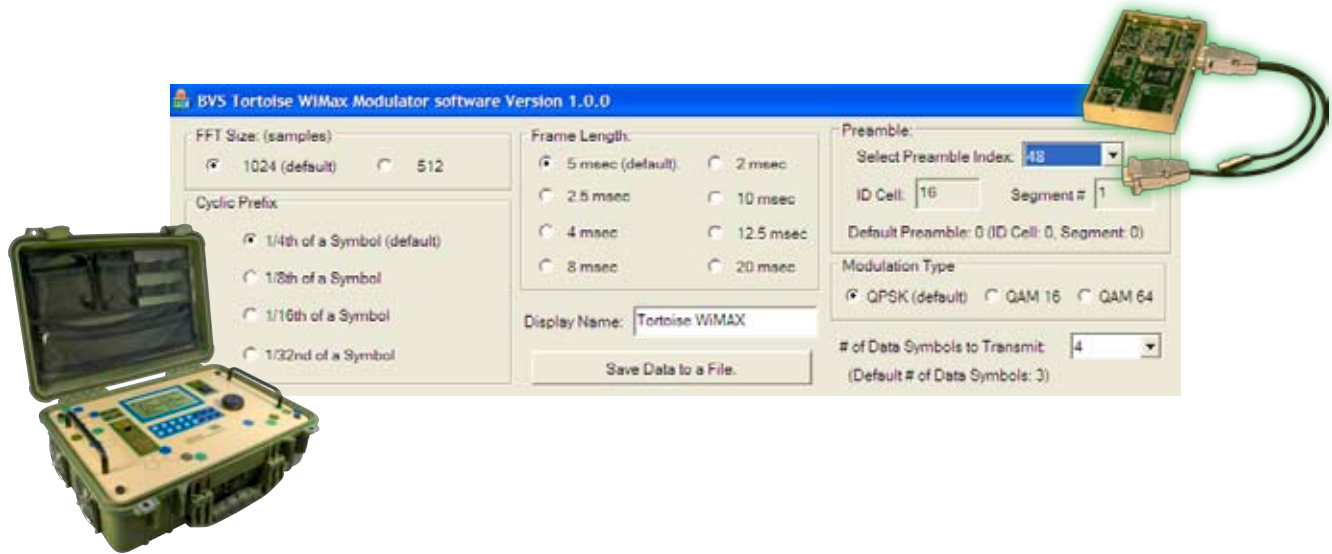 BVS Tortoise WiMax Modulator software Version 1.0.0
FFT Size: (samples)
1024 (default) 512
Cyclic Prefix
1/4th of a Symbol (default)
1/8th of a Symbol
1/16th of a Symbol
1/32nd of a Symbol
Frame Length:
5 msec (default). 2 msec
2.5 msec 10 msec
4 msec 12.5 msec
8 msec 20 msec
Display Name: Tortoise WiMAX
Save Data to a File.
Preamble:
Select Preamble Index: 48
ID Cell: 16 Segment # 1
Default Preamble: 0 (ID Cell: 0, Segment: 0)
Modulation Type
QPSK (default) QAM 16 QAM 64
# of Data Symbols to Transmit: 4
(Default # of Data Symbols: 3)